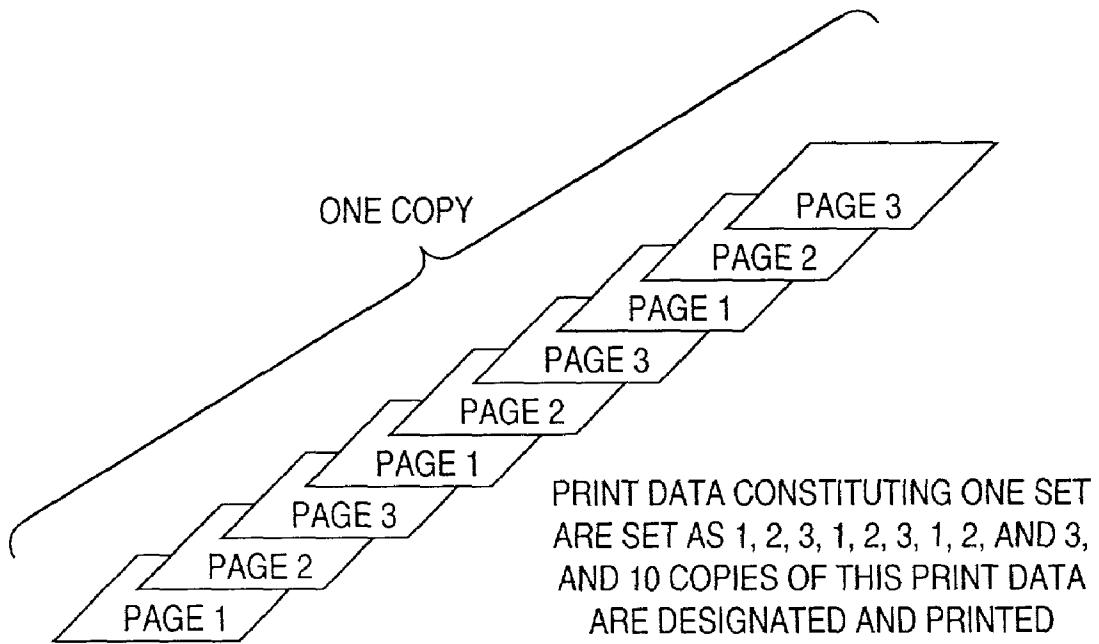 ONE COPY
PAGE 3
PAGE 2
PAGE 1
PAGE 3
PAGE 2
PAGE 1
PAGE 3
PAGE 2
PAGE 1
PRINT DATA CONSTITUTING ONE SET
ARE SET AS 1, 2, 3, 1, 2, 3, 1, 2, AND 3,
AND 10 COPIES OF THIS PRINT DATA
ARE DESIGNATED AND PRINTED